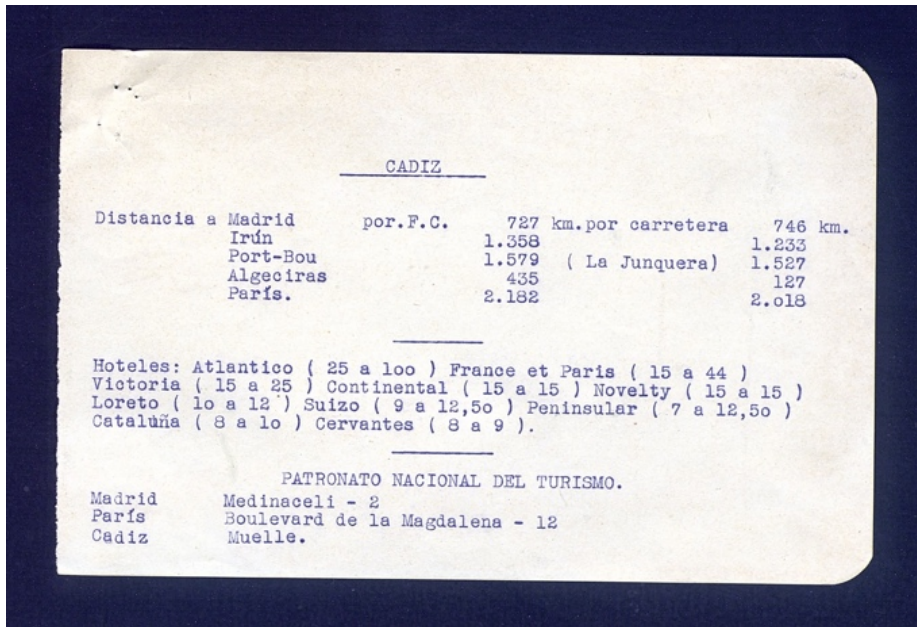 CADIZ
Distancia a Madrid por.F.C. 727 km.por carretera 746 km.
Irún 1.358 1.233
Port-Bou 1.579 ( La Junquera) 1.527
Algeciras 435 127
París. 2.182 2.o18
Hoteles: Atlantico ( 25 a loo ) France et Paris ( 15 a 44 )
Victoria ( 15 a 25 ) Continental ( 15 a 15 ) Novelty ( 15 a 15 )
Loreto ( lo a 12 ) Suizo ( 9 a 12,5o ) Peninsular ( 7 a 12,5o )
Cataluña ( 8 a lo ) Cervantes ( 8 a 9 ).
PATRONATO NACIONAL DEL TURISMO.
Madrid Medinaceli - 2
París Boulevard de la Magdalena - 12
Cadiz Muelle.